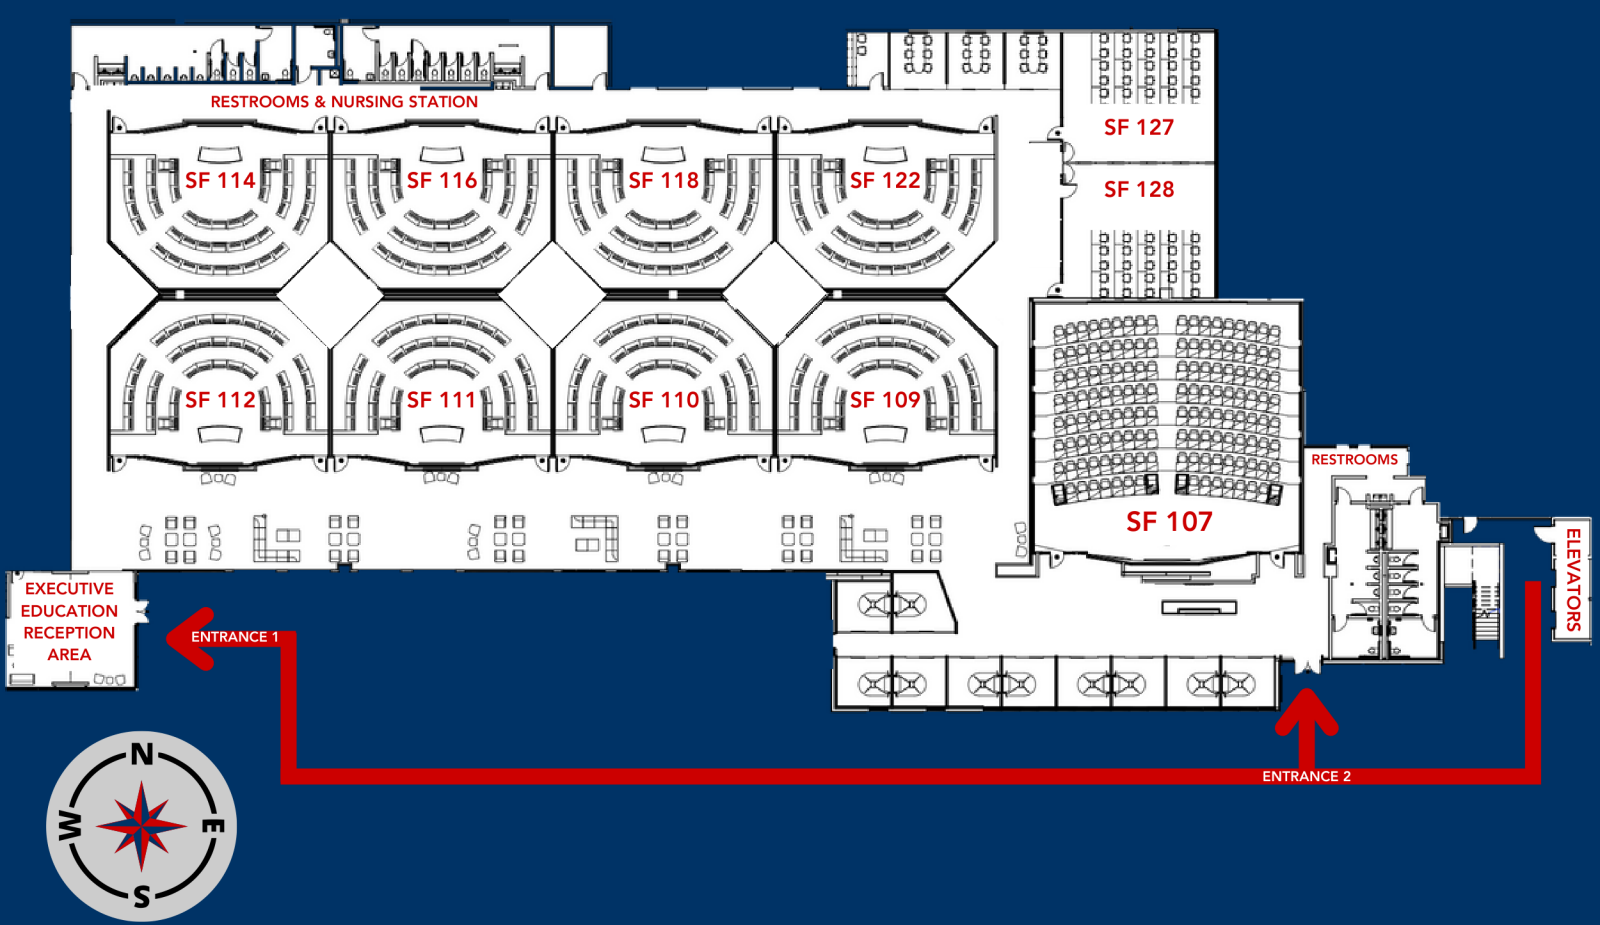 RESTROOMS & NURSING STATION
SF 127
SF 114
SF 116
SF 118
SF 122
SF 128
SF 112
SF 111
SF 110
SF 109
RESTROOMS
SF 107
ELEVATORS
EXECUTIVE
EDUCATION
RECEPTION
AREA
ENTRANCE 1
ENTRANCE 2
N
W
E
S